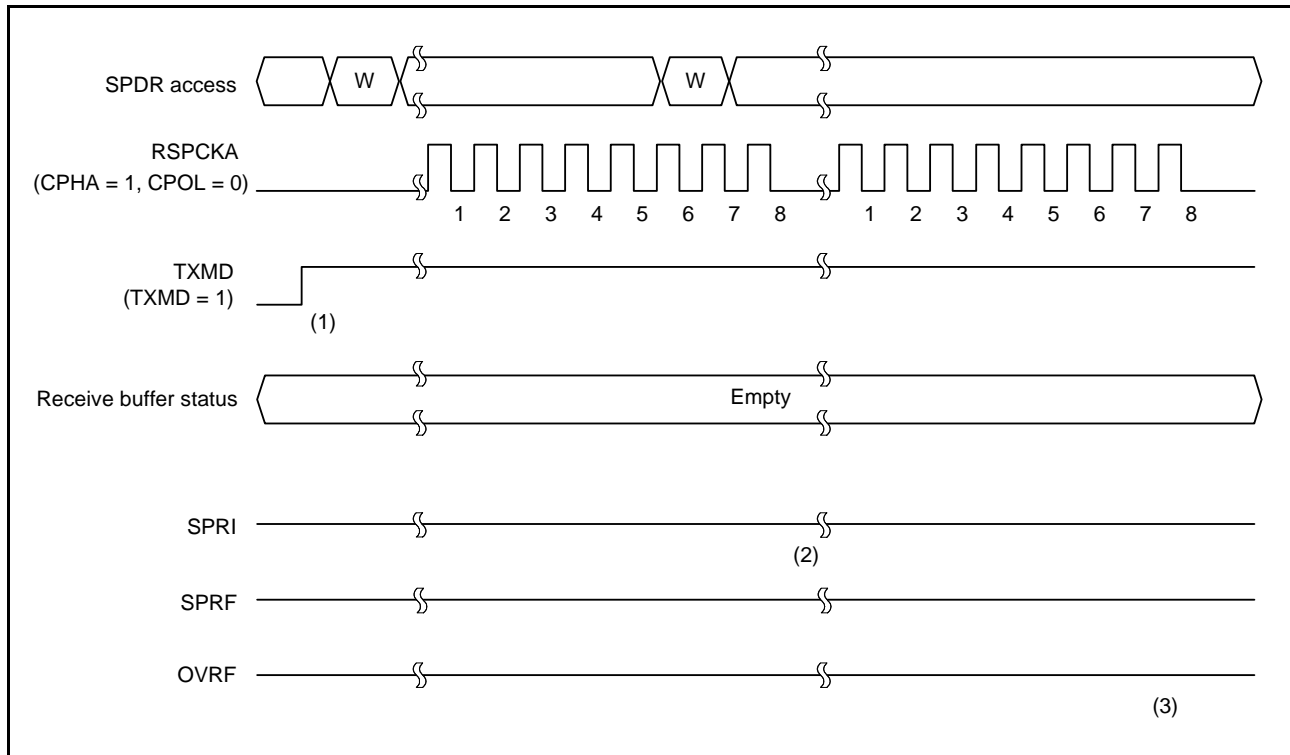 SPDR access
W
W
RSPCKA
(CPHA = 1, CPOL = 0)
1 2 3 4 5 6 7 8 1 2 3 4 5 6 7 8
TXMD
(TXMD = 1)
(1)
Receive buffer status
Empty
SPRI
(2)
SPRF
OVRF
(3)